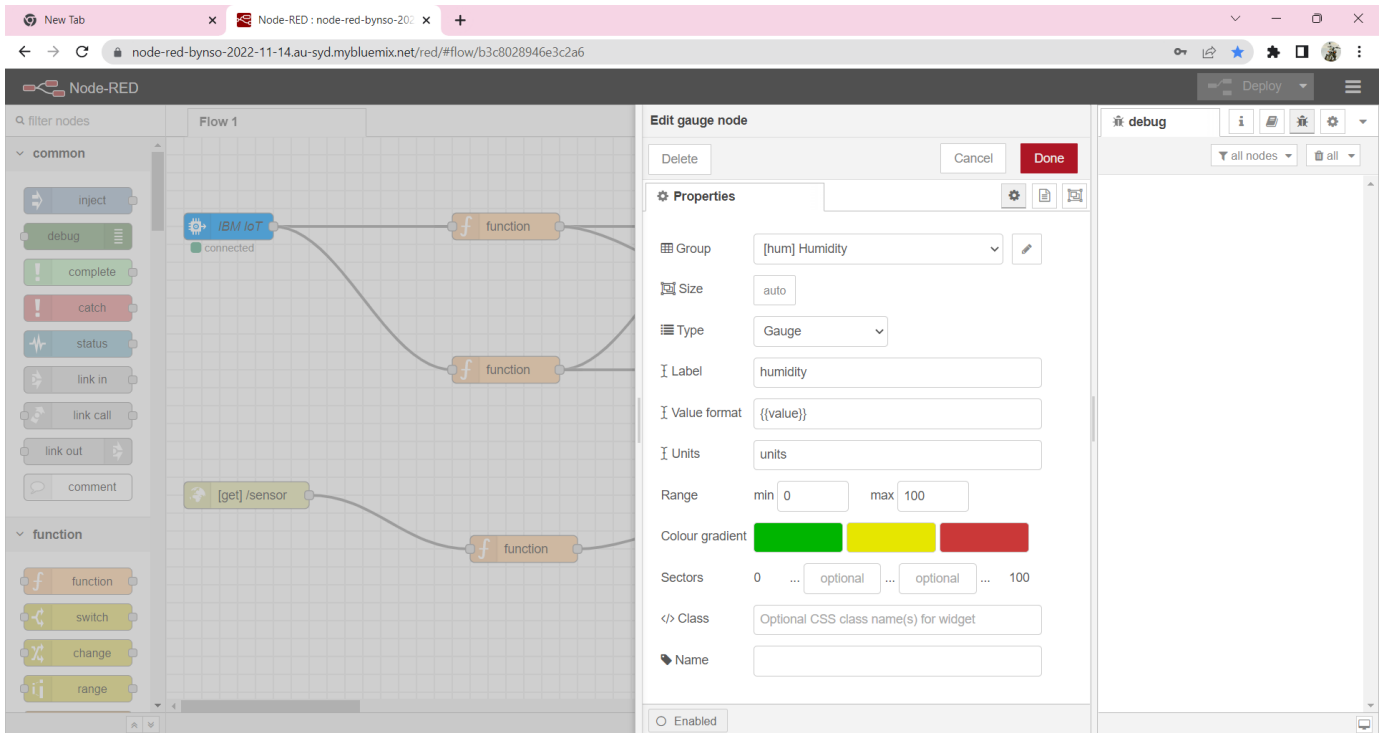 New Tab
Node-RED : node-red-bynso-202
node-red-bynso-2022-11-14.au-syd.mybluemix.net/red/#flow/b3c8028946e3c2a6
Node-RED
Deploy
filter nodes
common
inject
debug
complete
catch
status
link in
link call
link out
comment
function
function
switch
change
range
Flow 1
IBM IoT
connected
function
function
[get] /sensor
function
Edit gauge node
Delete
Cancel
Done
Properties
Group [hum] Humidity
Size auto
Type Gauge
Label humidity
Value format {{value}}
Units units
Range min 0 max 100
Colour gradient
Sectors 0 ... optional ... optional ... 100
</> Class Optional CSS class name(s) for widget
Name
Enabled
debug
i
all nodes
all